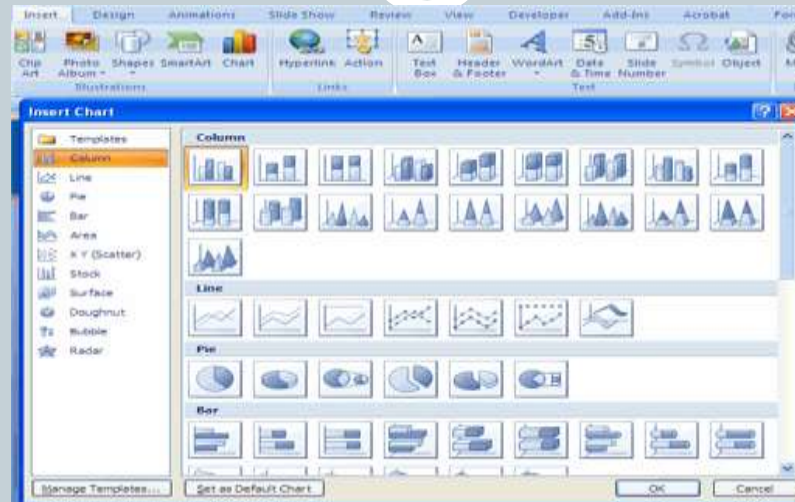 Insert Design Animations Slide Show Review View Developer Add-Ins Acrobat
Clip Art Photo Album Shapes SmartArt Chart Hyperlink Action Text Box Header & Footer WordArt Date & Time Slide Number Symbol Object
Illustrations Links Text
Insert Chart
Templates
Column
Line
Pie
Bar
Area
X Y (Scatter)
Stock
Surface
Doughnut
Bubble
Radar
Column
Line
Pie
Bar
Manage Templates... Set as Default Chart OK Cancel